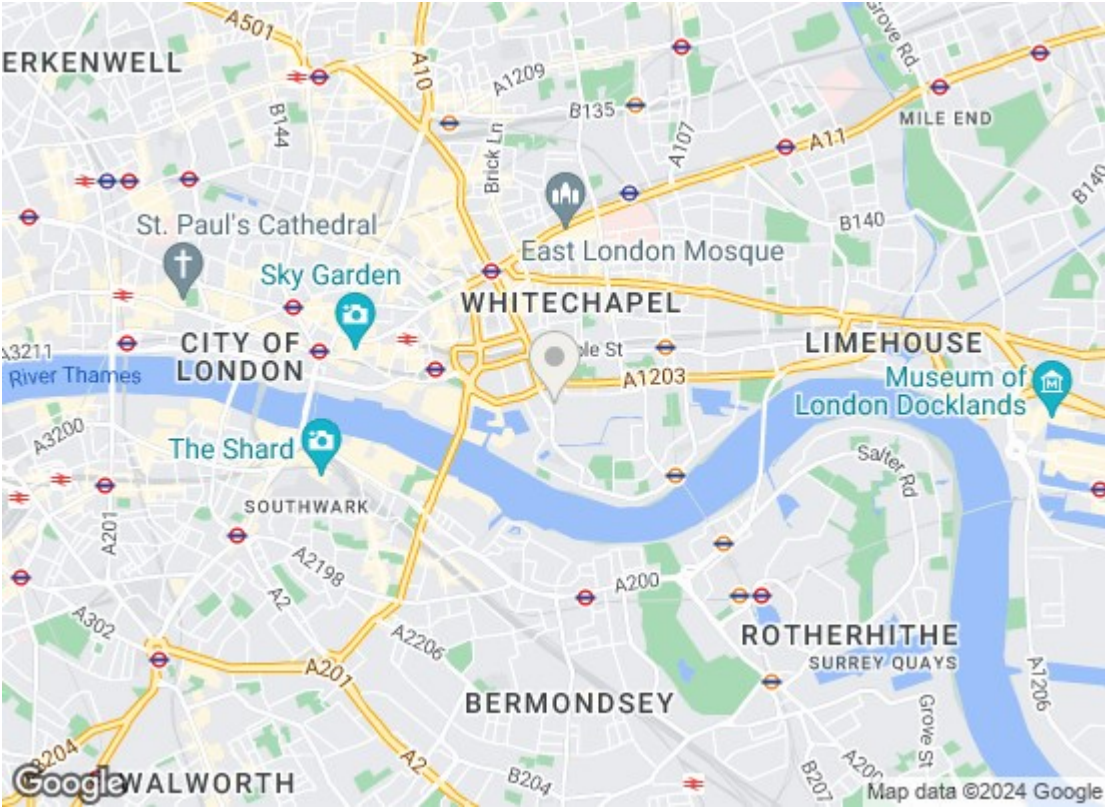 A501
A10
Grove Rd
ERKENWELL
A1209
B144
B135
A107
A11
MILE END
Brick Ln
B140
B140
St. Paul's Cathedral
East London Mosque
Sky Garden
WHITECHAPEL
A3211
CITY OF
LONDON
ble St
LIMEHOUSE
River Thames
A1203
Museum of
London Docklands
A3200
The Shard
Salter Rd
SOUTHWARK
A201
A2198
A200
A2
A302
A2206
ROTHERHITHE
SURREY QUAYS
A201
A1206
BERMONDSEY
Grove St
B204
A2
B204
B207
A200
Google
WALWORTH
Map data ©2024 Google